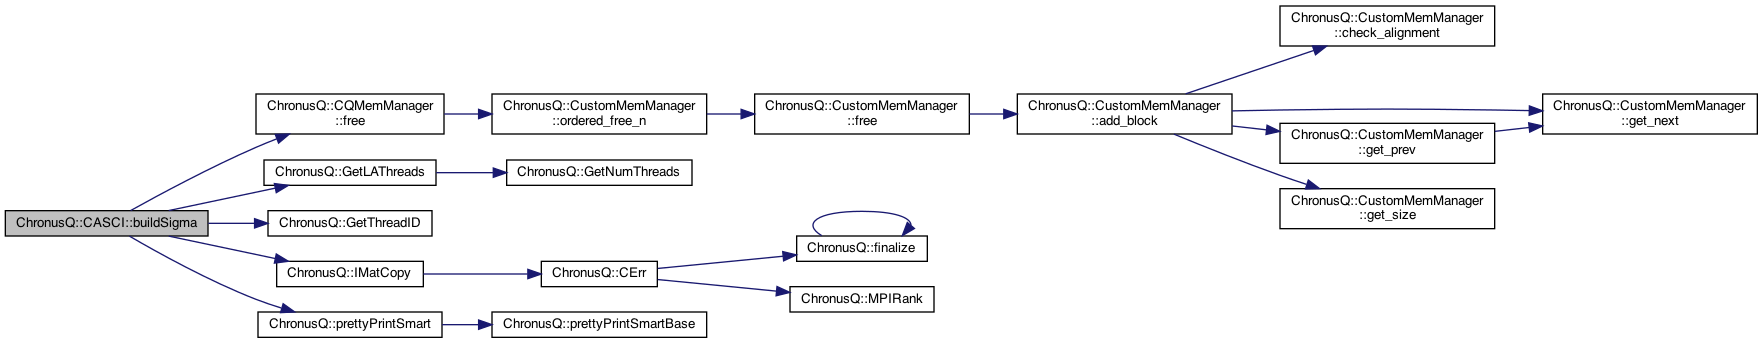 ChronusQ::CASCI::buildSigma
ChronusQ::CQMemManager
::free
ChronusQ::GetLAThreads
ChronusQ::GetThreadID
ChronusQ::IMatCopy
ChronusQ::prettyPrintSmart
ChronusQ::CustomMemManager
::ordered_free_n
ChronusQ::GetNumThreads
ChronusQ::CErr
ChronusQ::prettyPrintSmartBase
ChronusQ::CustomMemManager
::free
ChronusQ::finalize
ChronusQ::MPIRank
ChronusQ::CustomMemManager
::add_block
ChronusQ::CustomMemManager
::check_alignment
ChronusQ::CustomMemManager
::get_prev
ChronusQ::CustomMemManager
::get_size
ChronusQ::CustomMemManager
::get_next